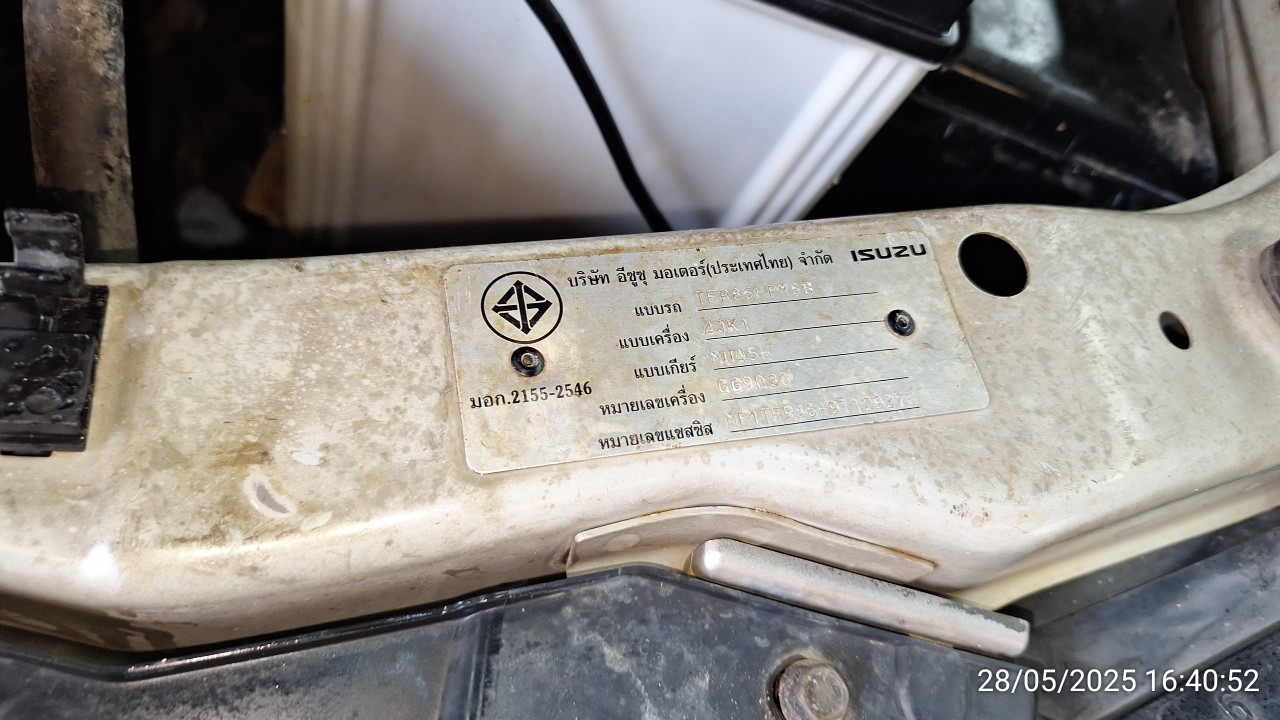 บริษัท อีซูซุ มอเตอร์(ประเทศไทย) จำกัด ISUZU
แบบรถ
แบบเครื่อง 4JK1
แบบเกียร์
มอก.2155-2546
หมายเลขเครื่อง GG9030
หมายเลขแชสซิส
28/05/2025 16:40:52